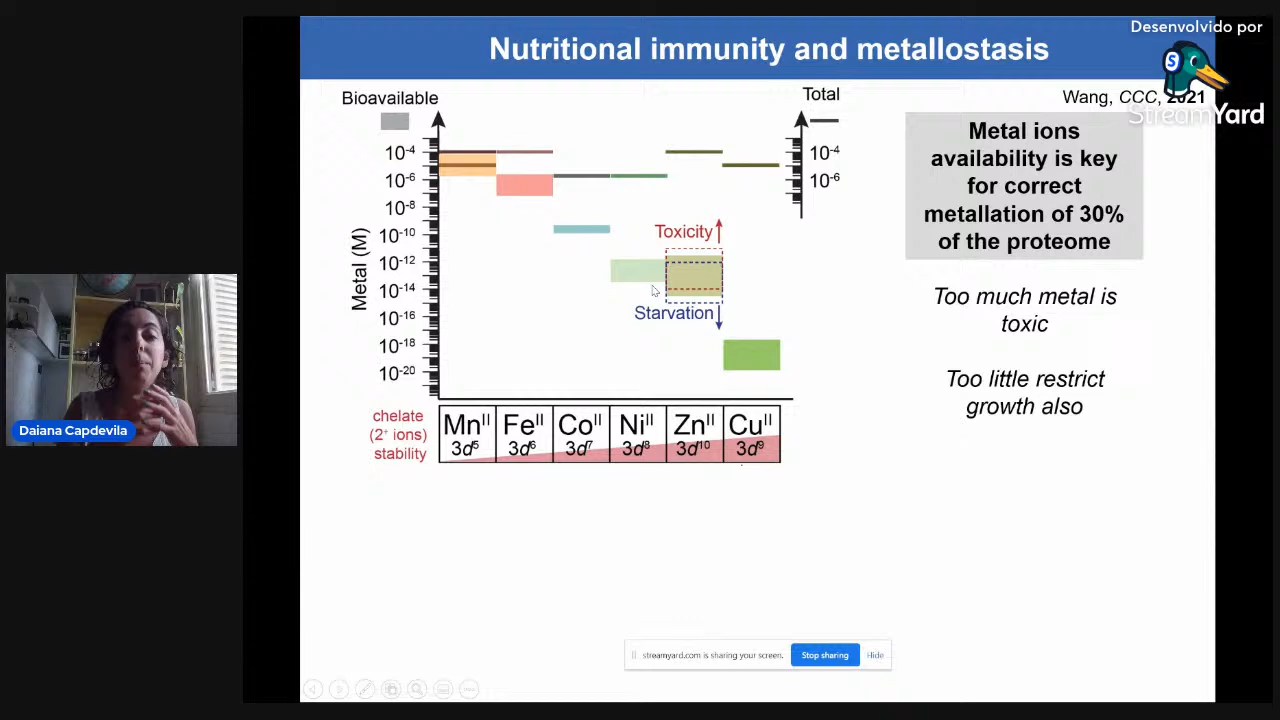 Desenvolvido por
StreamYard
Nutritional immunity and metallostasis
Wang, CCC, 2021
Bioavailable
Total
10⁻⁴
10⁻⁶
10⁻⁸
10⁻¹⁰
10⁻¹²
10⁻¹⁴
10⁻¹⁶
10⁻¹⁸
10⁻²⁰
Metal (M)
10⁻⁴
10⁻⁶
Toxicity
Starvation
chelate
(2⁺ ions)
stability
Mnᴵᴵ Feᴵᴵ Coᴵᴵ Niᴵᴵ Znᴵᴵ Cuᴵᴵ
3d⁵ 3d⁶ 3d⁷ 3d⁸ 3d¹⁰ 3d⁹
Metal ions
availability is key
for correct
metallation of 30%
of the proteome
Too much metal is
toxic
Too little restrict
growth also
Daiana Capdevila
streamyard.com is sharing your screen.
Stop sharing
Hide